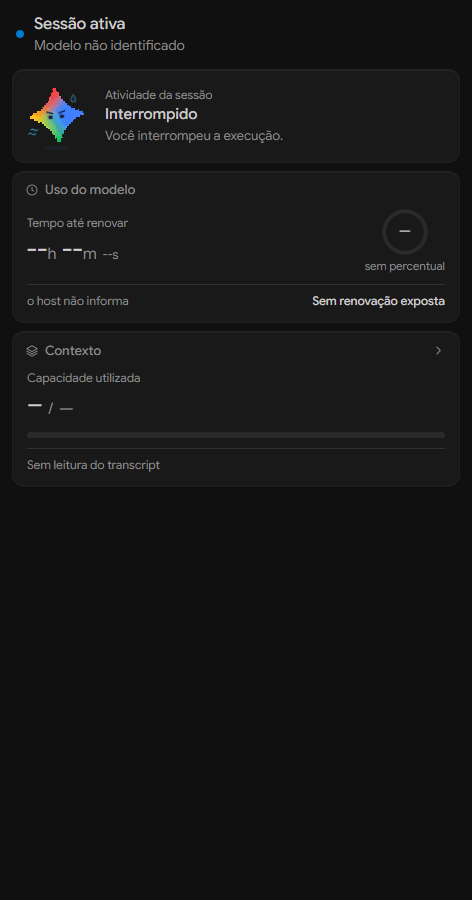 Sessão ativa
Modelo não identificado
Atividade da sessão
Interrompido
Você interrompeu a execução.
Uso do modelo
Tempo até renovar
--h --m --s
—
sem percentual
o host não informa
Sem renovação exposta
Contexto
Capacidade utilizada
— / —
Sem leitura do transcript